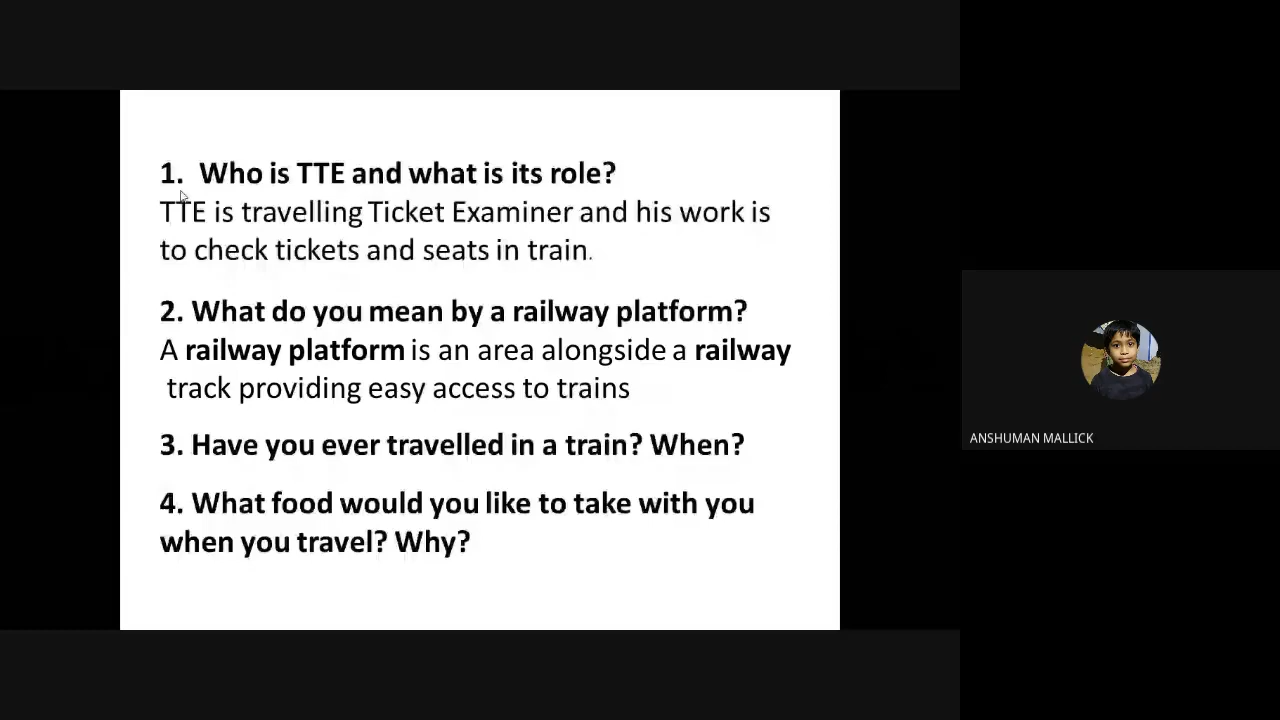 1. Who is TTE and what is its role?
TTE is travelling Ticket Examiner and his work is
to check tickets and seats in train.
2. What do you mean by a railway platform?
A railway platform is an area alongside a railway
track providing easy access to trains
3. Have you ever travelled in a train? When?
4. What food would you like to take with you
when you travel? Why?
ANSHUMAN MALLICK